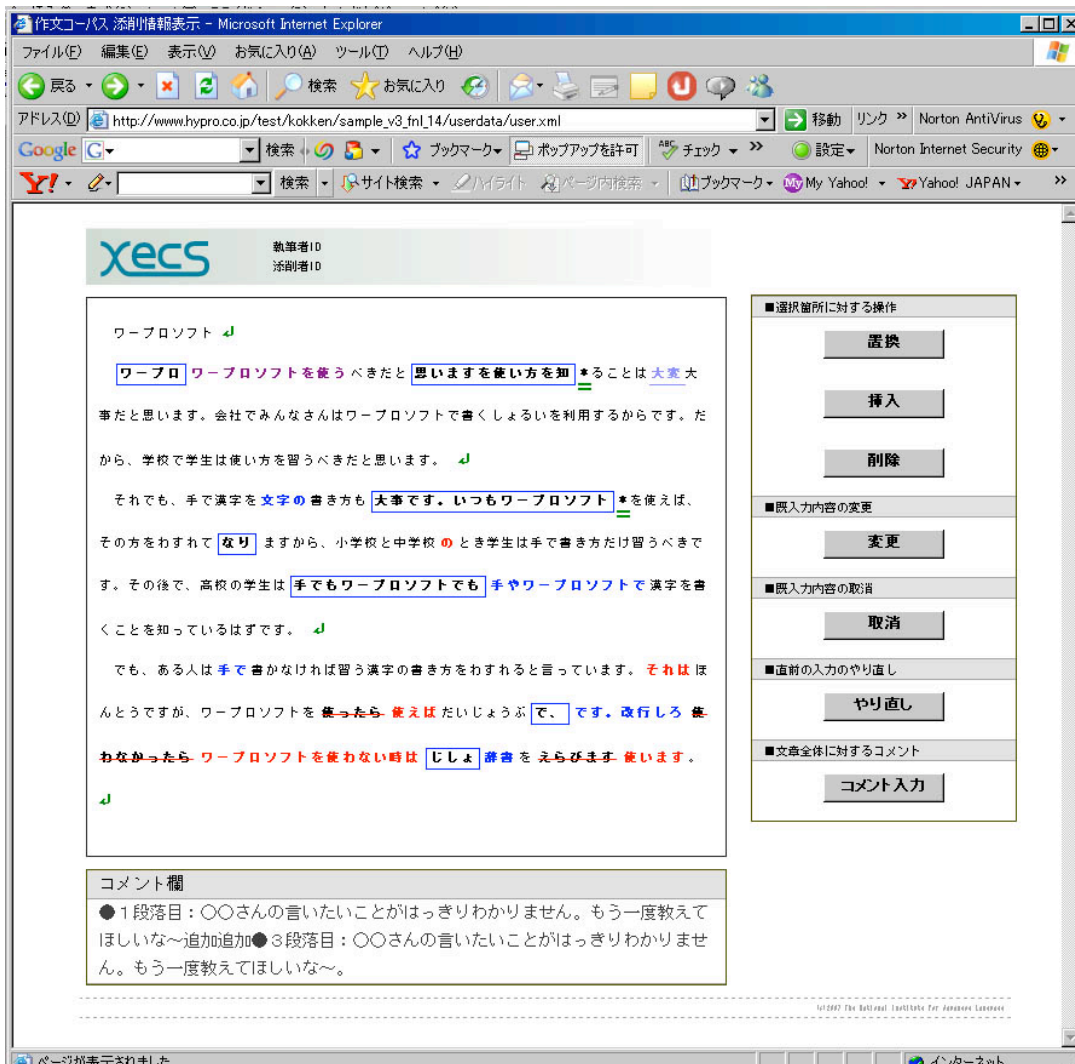 作文コーパス 添削情報表示 - Microsoft Internet Explorer
ファイル(F) 編集(E) 表示(V) お気に入り(A) ツール(T) ヘルプ(H)
戻る 検索 お気に入り
アドレス(D) http://www.hypro.co.jp/test/kokken/sample_v3_fnl_14/userdata/user.xml 移動 リンク » Norton AntiVirus
Google G 検索 ブックマーク ポップアップを許可 ABC チェック » 設定 Norton Internet Security
Y! 検索 サイト検索 ハイライト ページ内検索 ブックマーク My My Yahoo! Yahoo! JAPAN »
xecs
執筆者ID
添削者ID
ワープロソフト ↲
ワープロ ワープロソフトを使う べきだと 思いますを使い方を知 * ることは 大変 大
事だと思います。会社でみんなさんはワープロソフトで書くしょるいを利用するからです。だ
から、学校で学生は使い方を習うべきだと思います。 ↲
それでも、手で漢字を 文字の 書き方も 大事です。いつもワープロソフト * を使えば、
その方をわすれて なり ますから、小学校と中学校 の とき学生は手で書き方だけ習うべきで
す。その後で、高校の学生は 手でもワープロソフトでも 手やワープロソフトで 漢字を書
くことを知っているはずです。 ↲
でも、ある人は 手で 書かなければ習う漢字の書き方をわすれると言っています。 それは ほ
んとうですが、ワープロソフトを 使ったら 使えば だいじょうぶ で、 です。改行しろ 使
わなかったら ワープロソフトを使わない時は じしょ 辞書 を えらびます 使います 。
↲
■選択箇所に対する操作
置換
挿入
削除
■既入力内容の変更
変更
■既入力内容の取消
取消
■直前の入力のやり直し
やり直し
■文章全体に対するコメント
コメント入力
コメント欄
●１段落目：〇〇さんの言いたいことがはっきりわかりません。もう一度教えて
ほしいな～追加追加●３段落目：〇〇さんの言いたいことがはっきりわかりませ
ん。もう一度教えてほしいな～。
(c)2007 The National Institute for Japanese Language
ページが表示されました
インターネット